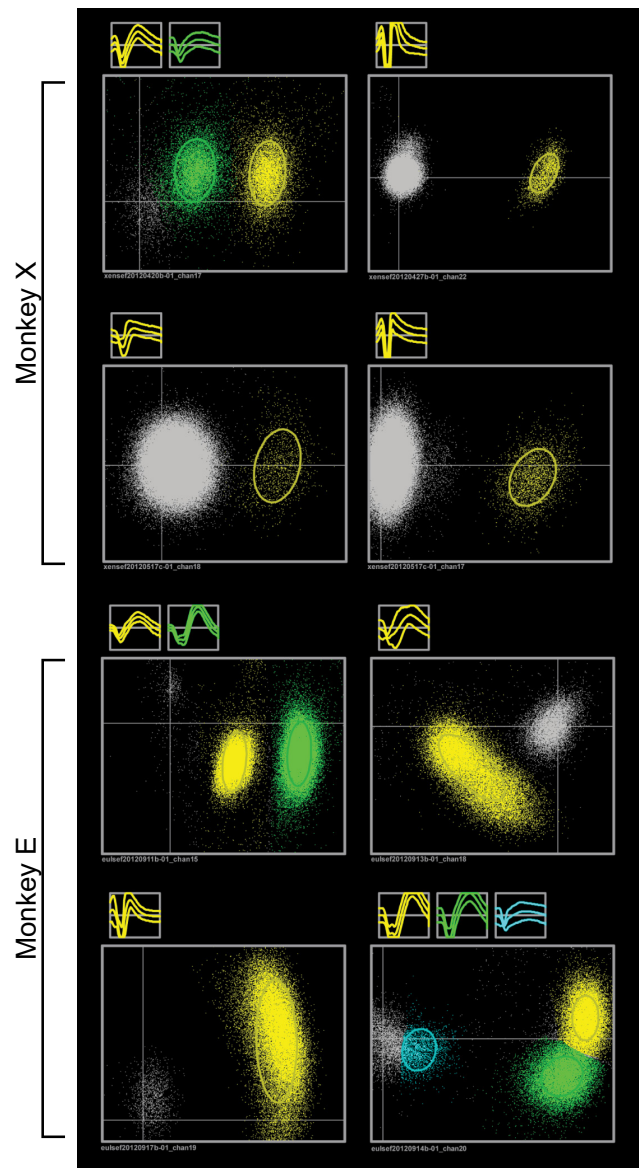 Monkey X
xensef20120420b-01_chan17
xensef20120427b-01_chan22
xensef20120517c-01_chan18
xensef20120517c-01_chan17
Monkey E
eulsef20120911b-01_chan15
eulsef20120913b-01_chan18
eulsef20120917b-01_chan19
eulsef20120914b-01_chan20